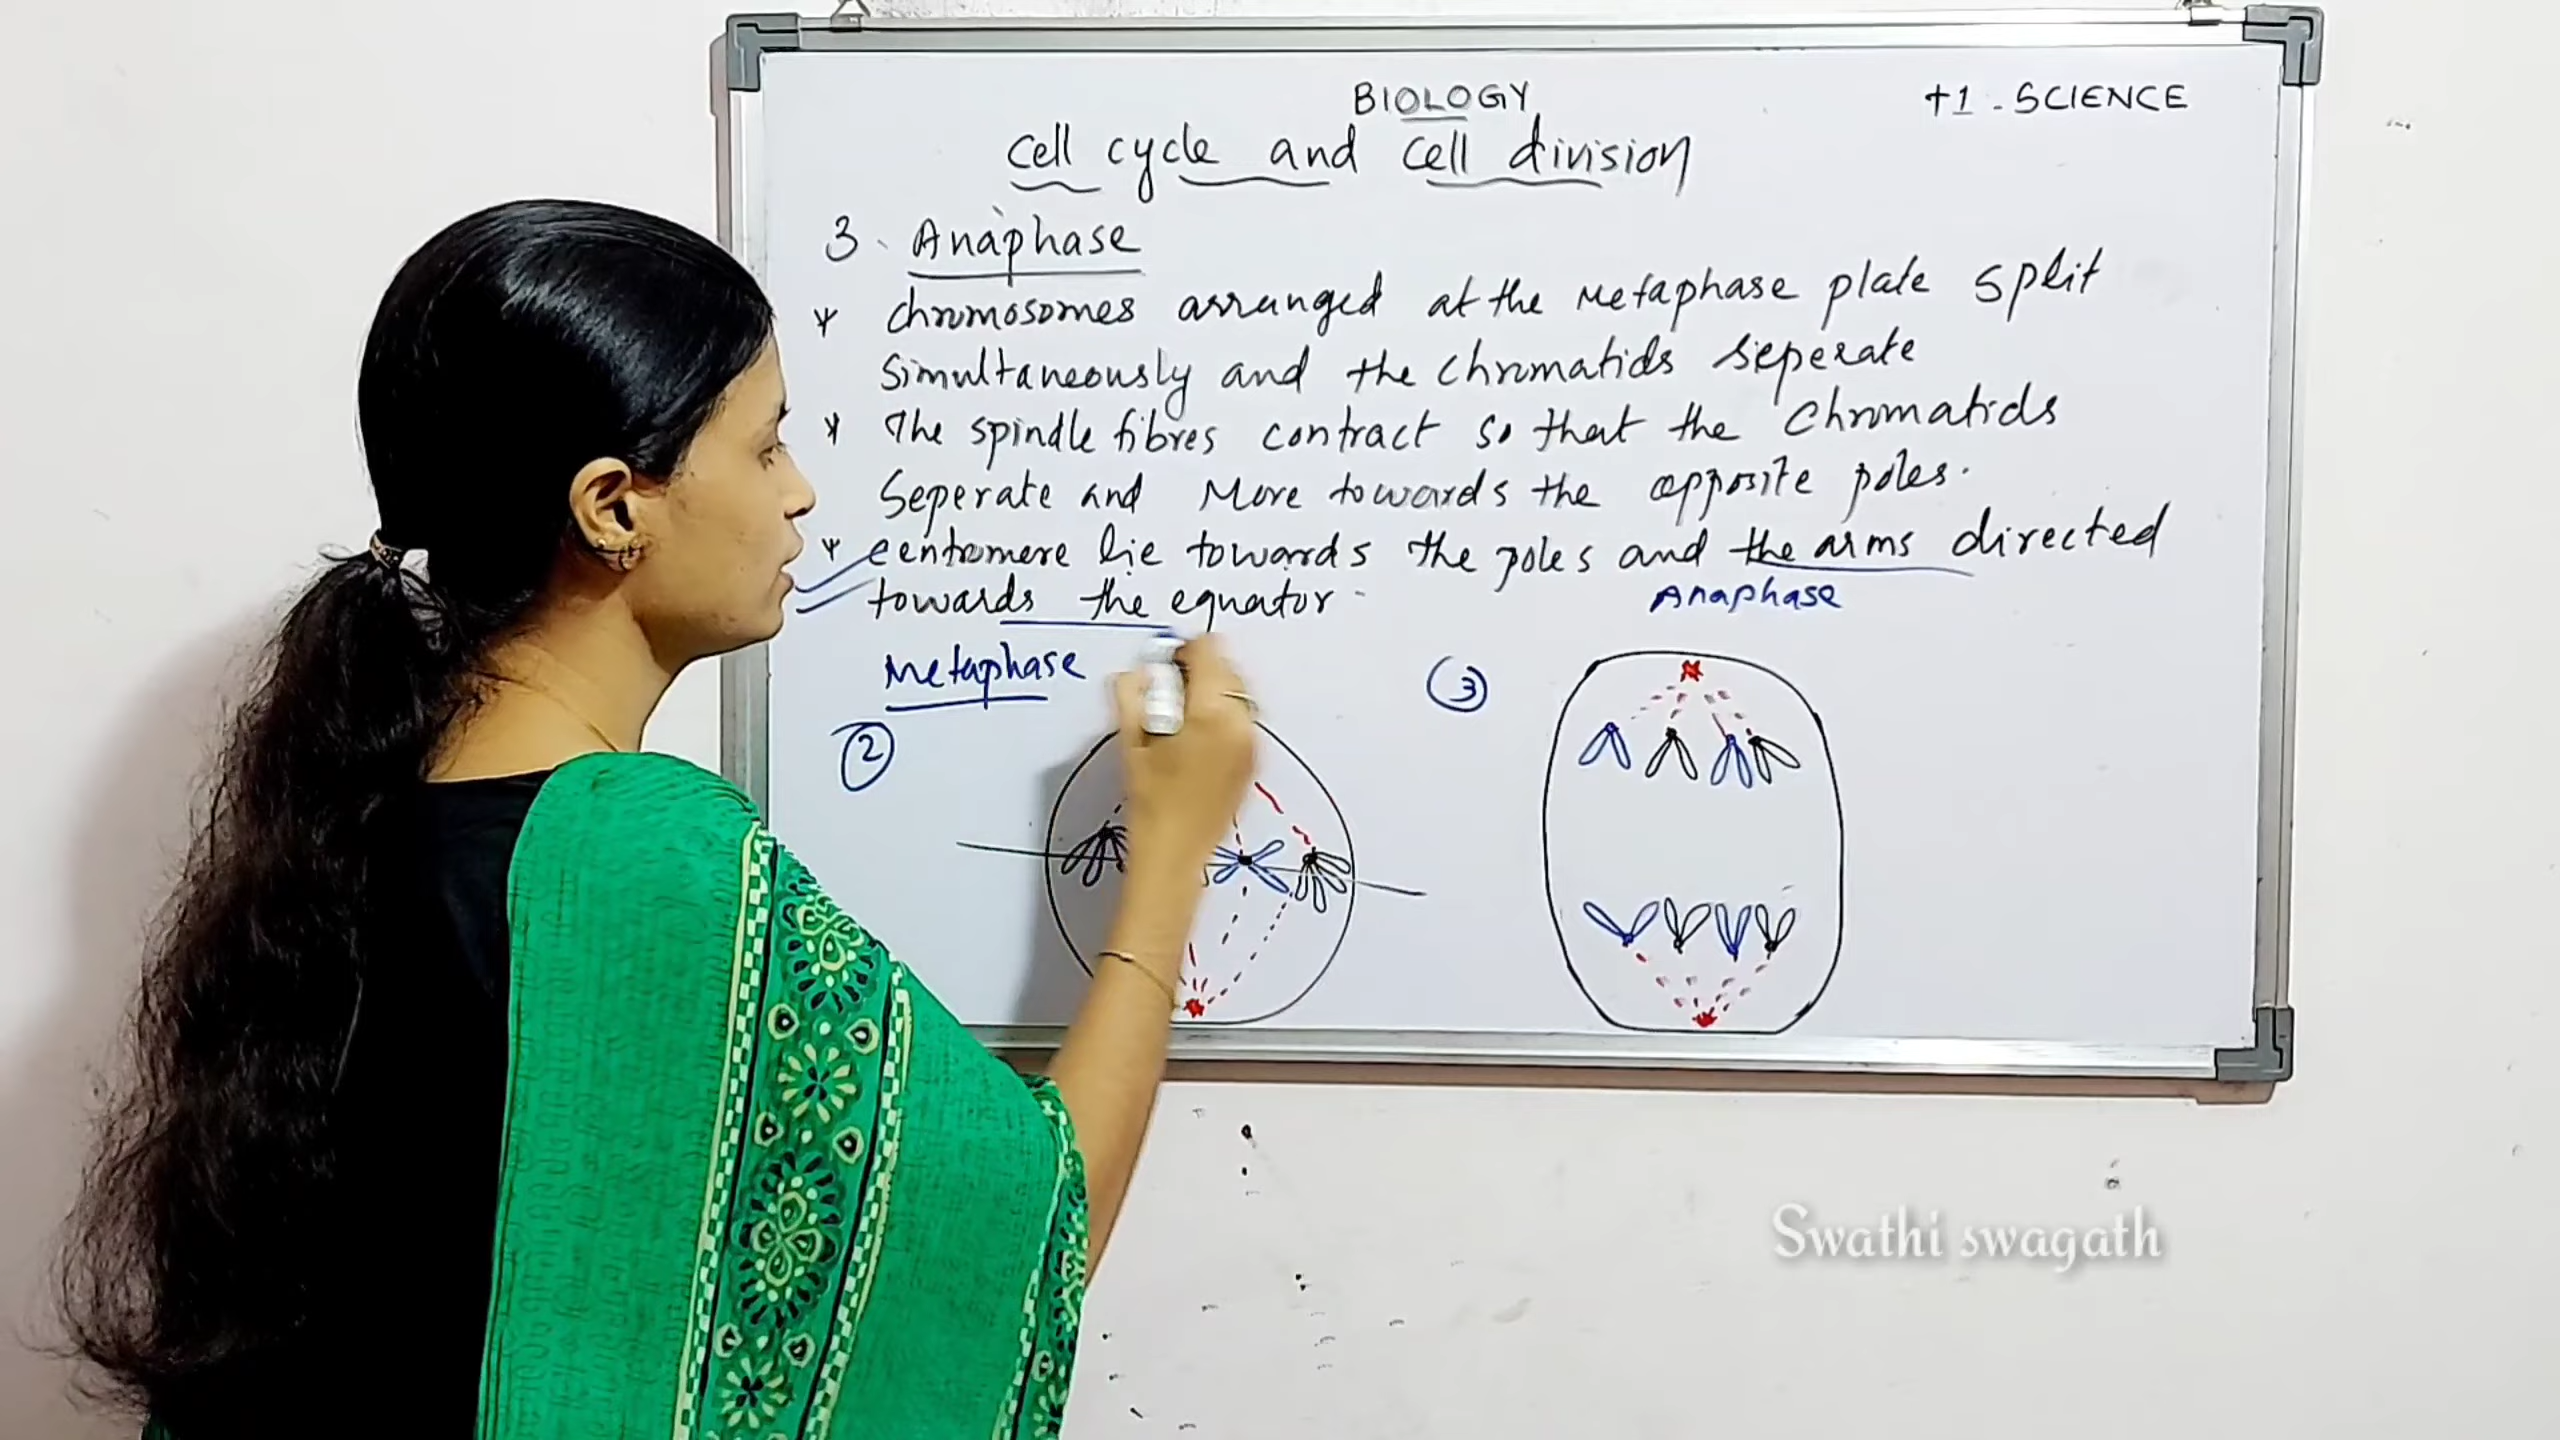 BIOLOGY
+1 - SCIENCE
Cell cycle and cell division
3. Anaphase
* chromosomes arranged at the Metaphase plate split
simultaneously and the chromatids seperate
* The spindle fibres contract so that the chromatids
Seperate and Move towards the opposite poles.
* centromere lie towards the poles and the arms directed
towards the equator.
Anaphase
Metaphase
3
2
Swathi swagath